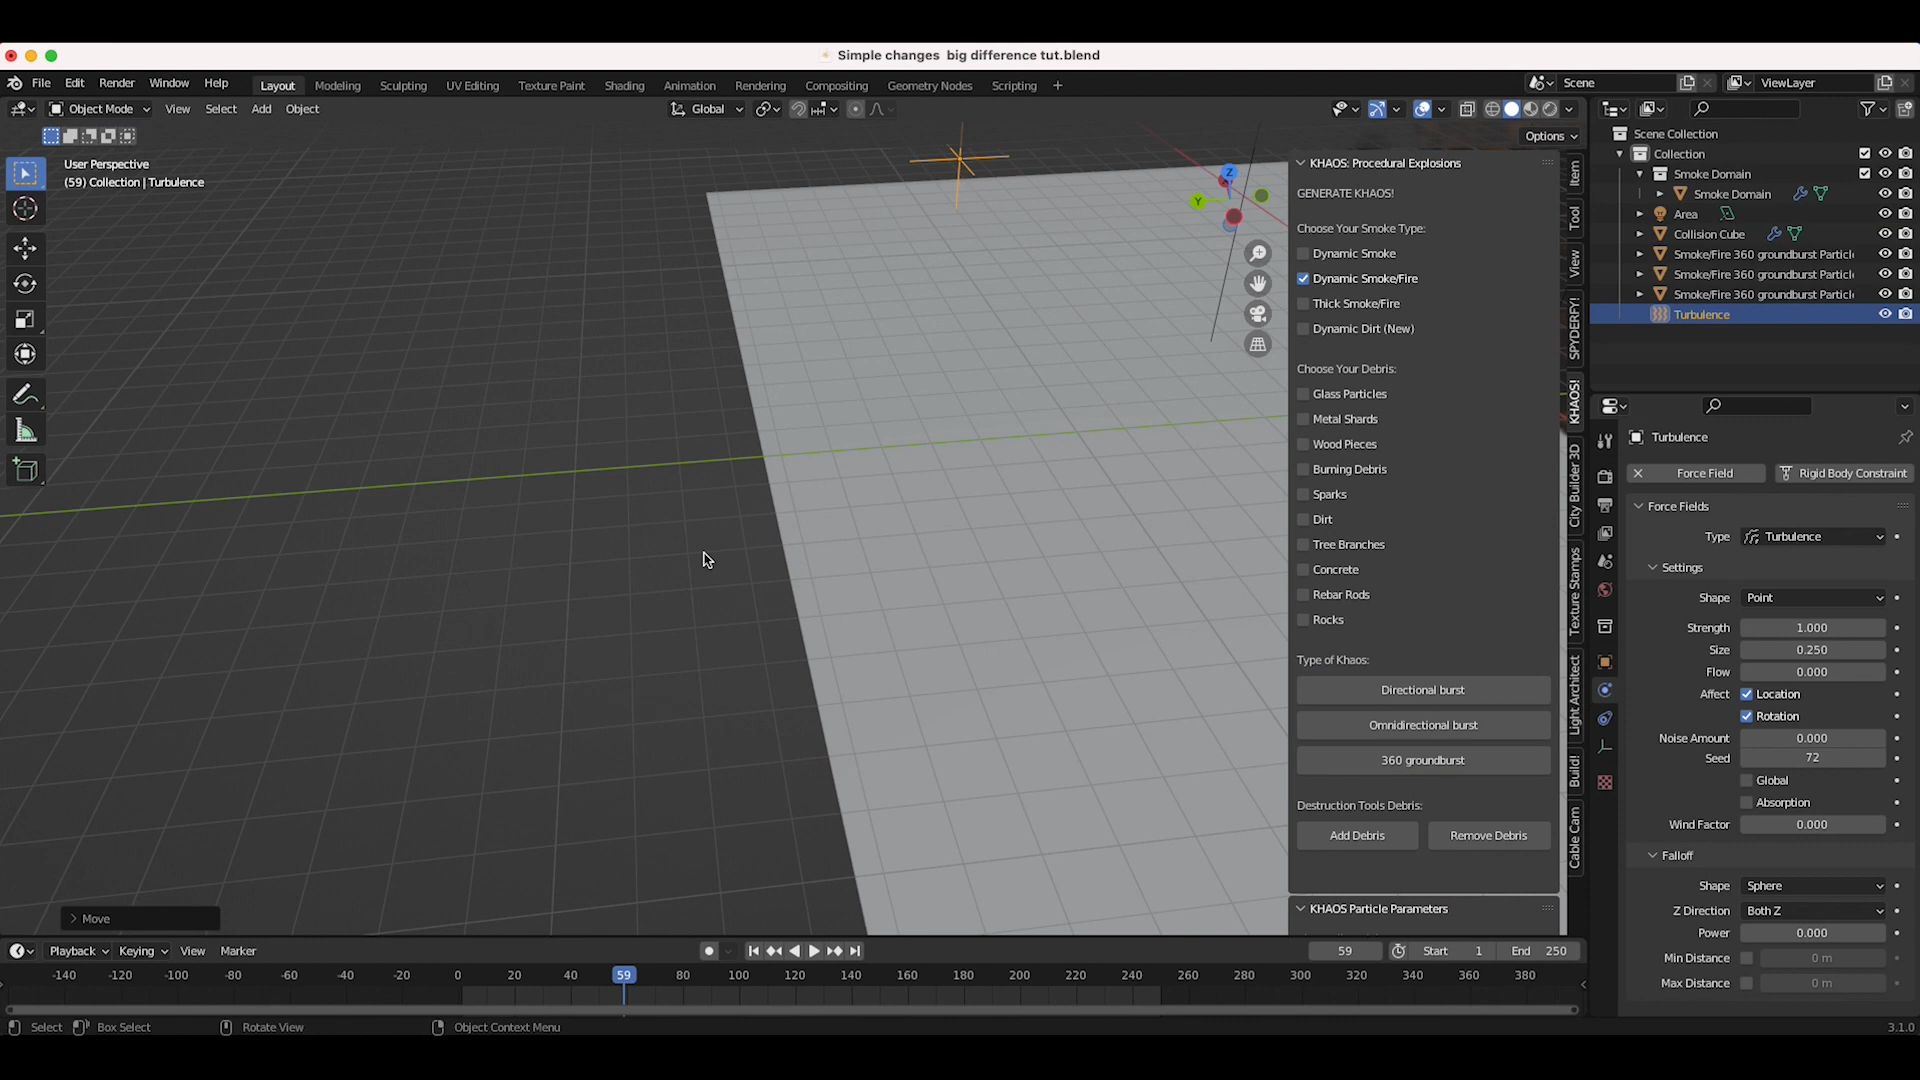 Simple changes  big difference tut.blend
File Edit Render Window Help Layout Modeling Sculpting UV Editing Texture Paint Shading Animation Rendering Compositing Geometry Nodes Scripting + Scene ViewLayer
Object Mode View Select Add Object Global
Options
User Perspective
(59) Collection | Turbulence
Z
Y
KHAOS: Procedural Explosions
GENERATE KHAOS!
Choose Your Smoke Type:
Dynamic Smoke
Dynamic Smoke/Fire
Thick Smoke/Fire
Dynamic Dirt (New)
Choose Your Debris:
Glass Particles
Metal Shards
Wood Pieces
Burning Debris
Sparks
Dirt
Tree Branches
Concrete
Rebar Rods
Rocks
Type of Khaos:
Directional burst
Omnidirectional burst
360 groundburst
Destruction Tools Debris:
Add Debris Remove Debris
KHAOS Particle Parameters
Item
Tool
View
SPYDERFY!
KHAOS!
City Builder 3D
Texture Stamps
Light Architect
Build!
Cable Cam
Scene Collection
Collection
Smoke Domain
Smoke Domain
Area
Collision Cube
Smoke/Fire 360 groundburst Particl
Smoke/Fire 360 groundburst Particl
Smoke/Fire 360 groundburst Particl
Turbulence
Turbulence
Force Field Rigid Body Constraint
Force Fields
Type Turbulence
Settings
Shape Point
Strength 1.000
Size 0.250
Flow 0.000
Affect Location
Rotation
Noise Amount 0.000
Seed 72
Global
Absorption
Wind Factor 0.000
Falloff
Shape Sphere
Z Direction Both Z
Power 0.000
Min Distance 0 m
Max Distance 0 m
Move
Playback Keying View Marker 59 Start 1 End 250
-140 -120 -100 -80 -60 -40 -20 0 20 40 59 80 100 120 140 160 180 200 220 240 260 280 300 320 340 360 380
Select Box Select Rotate View Object Context Menu 3.1.0